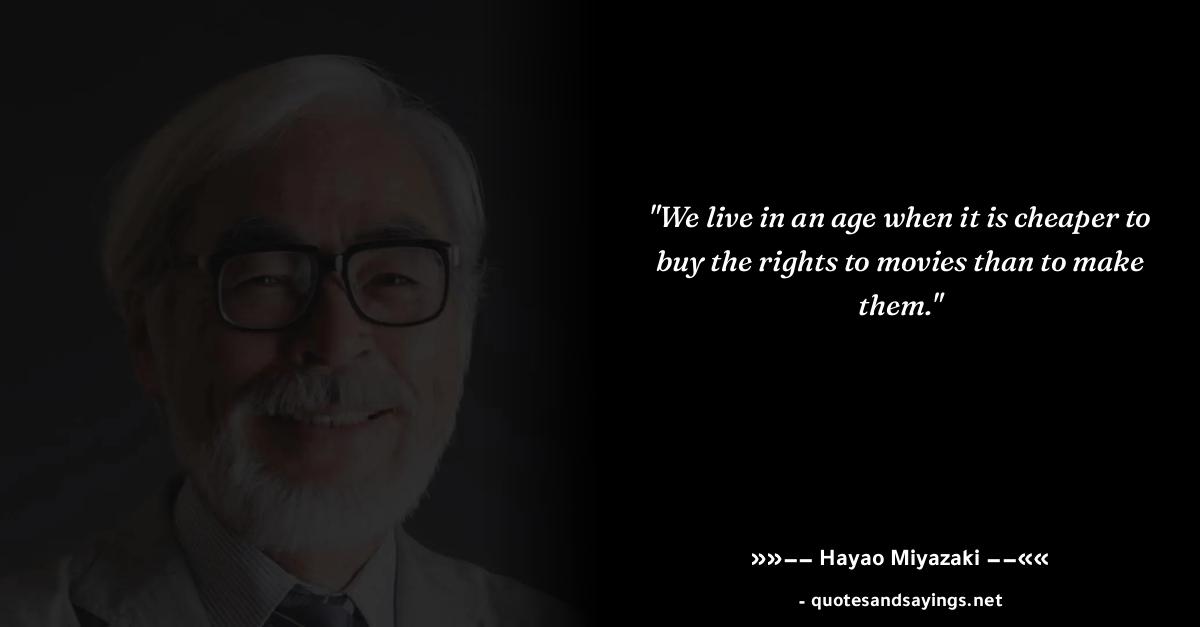 "We live in an age when it is cheaper to
buy the rights to movies than to make
them."
»»–– Hayao Miyazaki ––««
- quotesandsayings.net